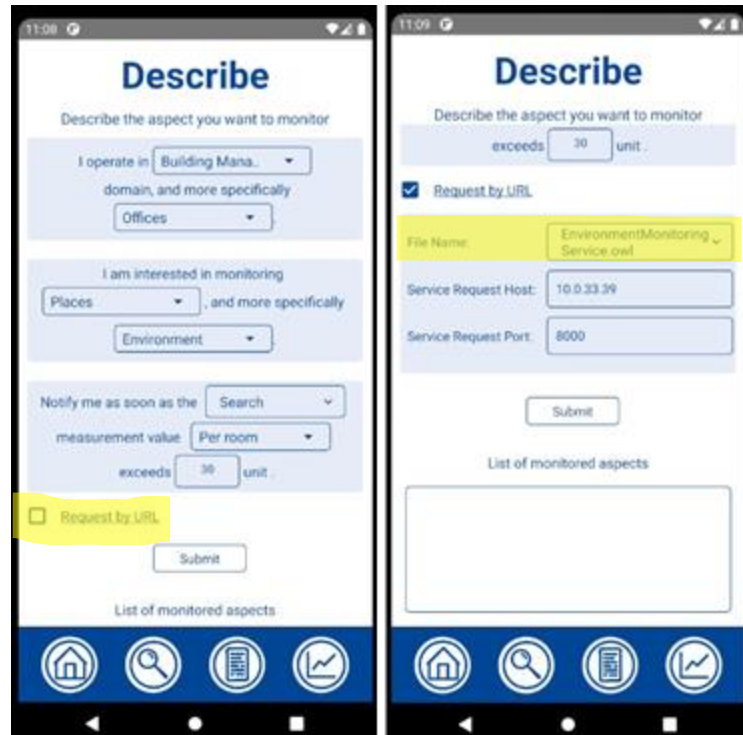 11:08
Describe
Describe the aspect you want to monitor
I operate in Building Mana..
domain, and more specifically
Offices .
I am interested in monitoring
Places , and more specifically
Environment .
Notify me as soon as the Search
measurement value Per room
exceeds 30 unit .
Request by URL
Submit
List of monitored aspects
11:09
Describe
Describe the aspect you want to monitor
exceeds 30 unit .
Request by URL
File Name: EnvironmentMonitoring
Service.owl
Service Request Host: 10.0.33.39
Service Request Port: 8000
Submit
List of monitored aspects